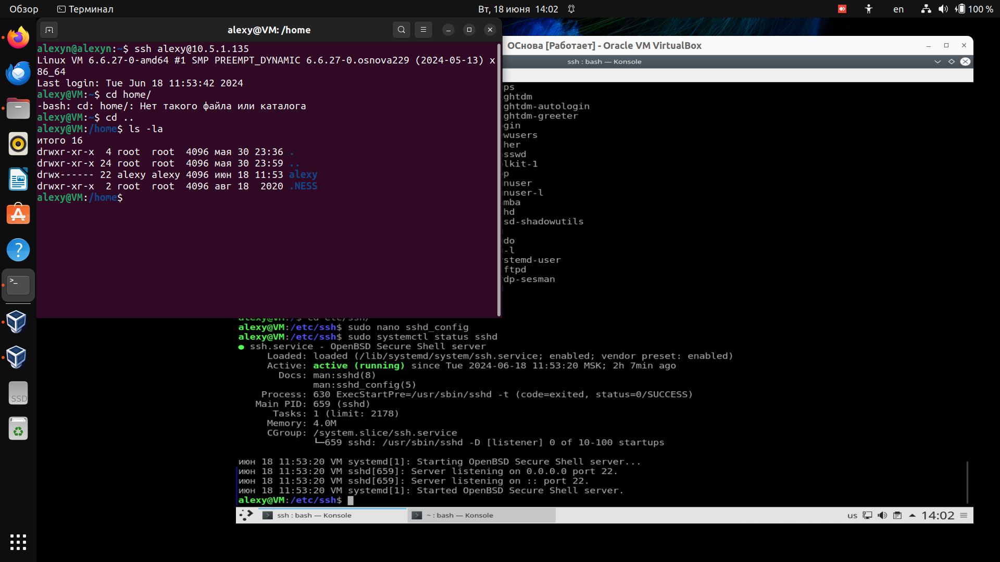 Обзор
Терминал
Вт, 18 июня 14:02
en
100 %
alexy@VM: /home
alexyn@alexyn:~$ ssh alexy@10.5.1.135
Linux VM 6.6.27-0-amd64 #1 SMP PREEMPT_DYNAMIC 6.6.27-0.osnova229 (2024-05-13) x
86_64
Last login: Tue Jun 18 11:53:42 2024
alexy@VM:~$ cd home/
-bash: cd: home/: Нет такого файла или каталога
alexy@VM:~$ cd ..
alexy@VM:/home$ ls -la
итого 16
drwxr-xr-x  4 root  root  4096 мая 30 23:36 .
drwxr-xr-x 24 root  root  4096 мая 30 23:59 ..
drwx------ 22 alexy alexy 4096 июн 18 11:53 alexy
drwxr-xr-x  2 root  root  4096 авг 18  2020 .NESS
alexy@VM:/home$
ОСнова [Работает] - Oracle VM VirtualBox
ssh : bash — Konsole
ps
ghtdm
ghtdm-autologin
ghtdm-greeter
gin
wusers
her
sswd
lkit-1
p
nuser
nuser-l
mba
hd
sd-shadowutils
do
-l
stemd-user
ftpd
dp-sesman
alexy@VM:/$ cd etc/ssh/
alexy@VM:/etc/ssh$ sudo nano sshd_config
alexy@VM:/etc/ssh$ sudo systemctl status sshd
● ssh.service - OpenBSD Secure Shell server
Loaded: loaded (/lib/systemd/system/ssh.service; enabled; vendor preset: enabled)
Active: active (running) since Tue 2024-06-18 11:53:20 MSK; 2h 7min ago
Docs: man:sshd(8)
man:sshd_config(5)
Process: 630 ExecStartPre=/usr/sbin/sshd -t (code=exited, status=0/SUCCESS)
Main PID: 659 (sshd)
Tasks: 1 (limit: 2178)
Memory: 4.0M
CGroup: /system.slice/ssh.service
└─659 sshd: /usr/sbin/sshd -D [listener] 0 of 10-100 startups
июн 18 11:53:20 VM systemd[1]: Starting OpenBSD Secure Shell server...
июн 18 11:53:20 VM sshd[659]: Server listening on 0.0.0.0 port 22.
июн 18 11:53:20 VM sshd[659]: Server listening on :: port 22.
июн 18 11:53:20 VM systemd[1]: Started OpenBSD Secure Shell server.
alexy@VM:/etc/ssh$
ssh : bash — Konsole
~ : bash — Konsole
us
14:02
SSD